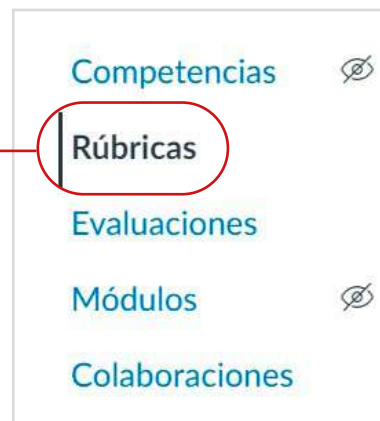 Competencias
Rúbricas
Evaluaciones
Módulos
Colaboraciones